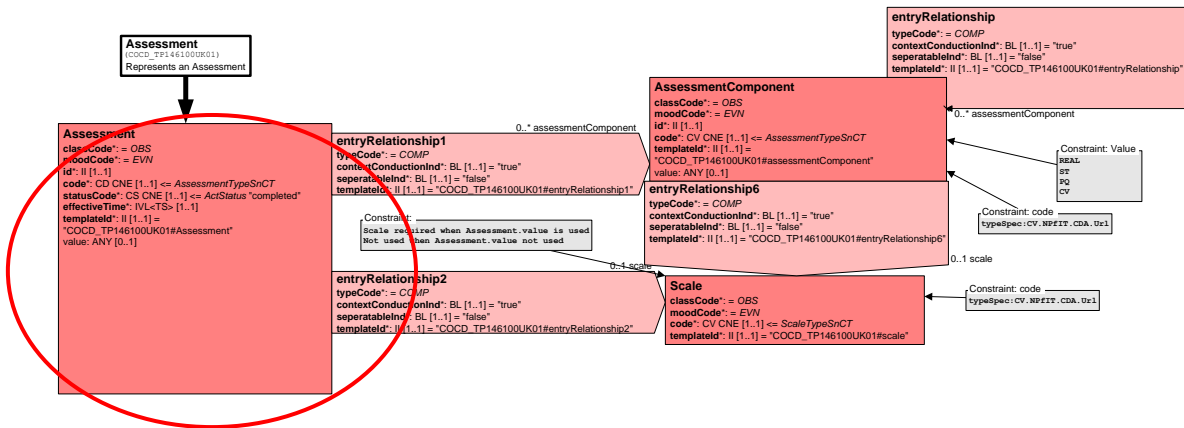 Assessment
(COCD_TP146100UK01)
Represents an Assessment
entryRelationship
typeCode*: = COMP
contextConductionInd*: BL [1..1] = "true"
seperatableInd*: BL [1..1] = "false"
templateId*: II [1..1] = "COCD_TP146100UK01#entryRelationship"
0..* assessmentComponent
AssessmentComponent
classCode*: = OBS
moodCode*: = EVN
id*: II [1..1]
code*: CV CNE [1..1] <= AssessmentTypeSnCT
templateId*: II [1..1] =
"COCD_TP146100UK01#assessmentComponent"
value: ANY [0..1]
0..* assessmentComponent
Assessment
classCode*: = OBS
moodCode*: = EVN
id*: II [1..1]
code*: CD CNE [1..1] <= AssessmentTypeSnCT
statusCode*: CS CNE [1..1] <= ActStatus "completed"
effectiveTime*: IVL<TS> [1..1]
templateId*: II [1..1] =
"COCD_TP146100UK01#Assessment"
value: ANY [0..1]
entryRelationship1
typeCode*: = COMP
contextConductionInd*: BL [1..1] = "true"
seperatableInd*: BL [1..1] = "false"
templateId*: II [1..1] = "COCD_TP146100UK01#entryRelationship1"
Constraint: Value
REAL
ST
PQ
CV
entryRelationship6
typeCode*: = COMP
contextConductionInd*: BL [1..1] = "true"
seperatableInd*: BL [1..1] = "false"
templateId*: II [1..1] = "COCD_TP146100UK01#entryRelationship6"
0..1 scale
Constraint: code
typeSpec:CV.NPfIT.CDA.Url
Constraint:
Scale required when Assessment.value is used
Not used when Assessment.value not used
0..1 scale
entryRelationship2
typeCode*: = COMP
contextConductionInd*: BL [1..1] = "true"
seperatableInd*: BL [1..1] = "false"
templateId*: II [1..1] = "COCD_TP146100UK01#entryRelationship2"
Scale
classCode*: = OBS
moodCode*: = EVN
code*: CV CNE [1..1] <= ScaleTypeSnCT
templateId*: II [1..1] = "COCD_TP146100UK01#scale"
Constraint: code
typeSpec:CV.NPfIT.CDA.Url